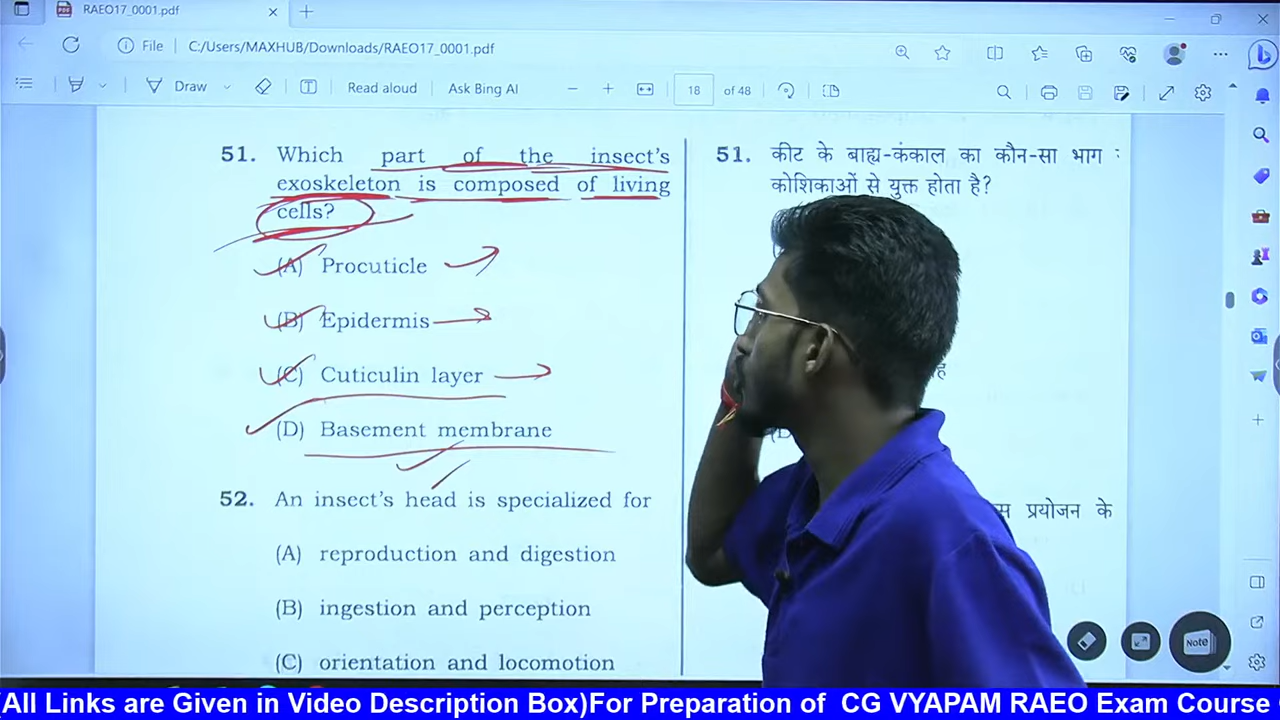 RAEO17_0001.pdf
File
C:/Users/MAXHUB/Downloads/RAEO17_0001.pdf
Draw
Read aloud
Ask Bing AI
18 of 48
51. Which part of the insect's
exoskeleton is composed of living
cells?
(A) Procuticle
(B) Epidermis
(C) Cuticulin layer
(D) Basement membrane
52. An insect's head is specialized for
(A) reproduction and digestion
(B) ingestion and perception
(C) orientation and locomotion
51. कीट के बाह्य-कंकाल का कौन-सा भाग
कोशिकाओं से युक्त होता है?
प्रयोजन के
Note
(All Links are Given in Video Description Box)For Preparation of CG VYAPAM RAEO Exam Course